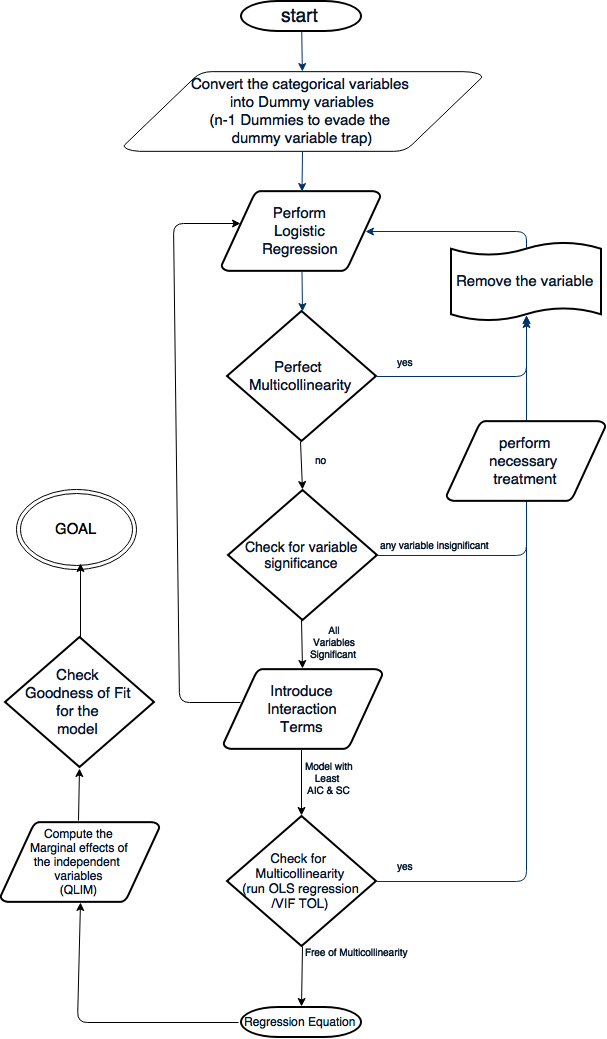 start
Convert the categorical variables
into Dummy variables
(n-1 Dummies to evade the
dummy variable trap)
Perform
Logistic
Regression
Remove the variable
Perfect
Multicollinearity
yes
no
perform
necessary
treatment
GOAL
Check for variable
significance
any variable insignificant
All
Variables
Significant
Check
Goodness of Fit
for the
model
Introduce
Interaction
Terms
Model with
Least
AIC & SC
Compute the
Marginal effects of
the independent
variables
(QLIM)
Check for
Multicollinearity
(run OLS regression
/VIF TOL)
yes
Free of Multicollinearity
Regression Equation